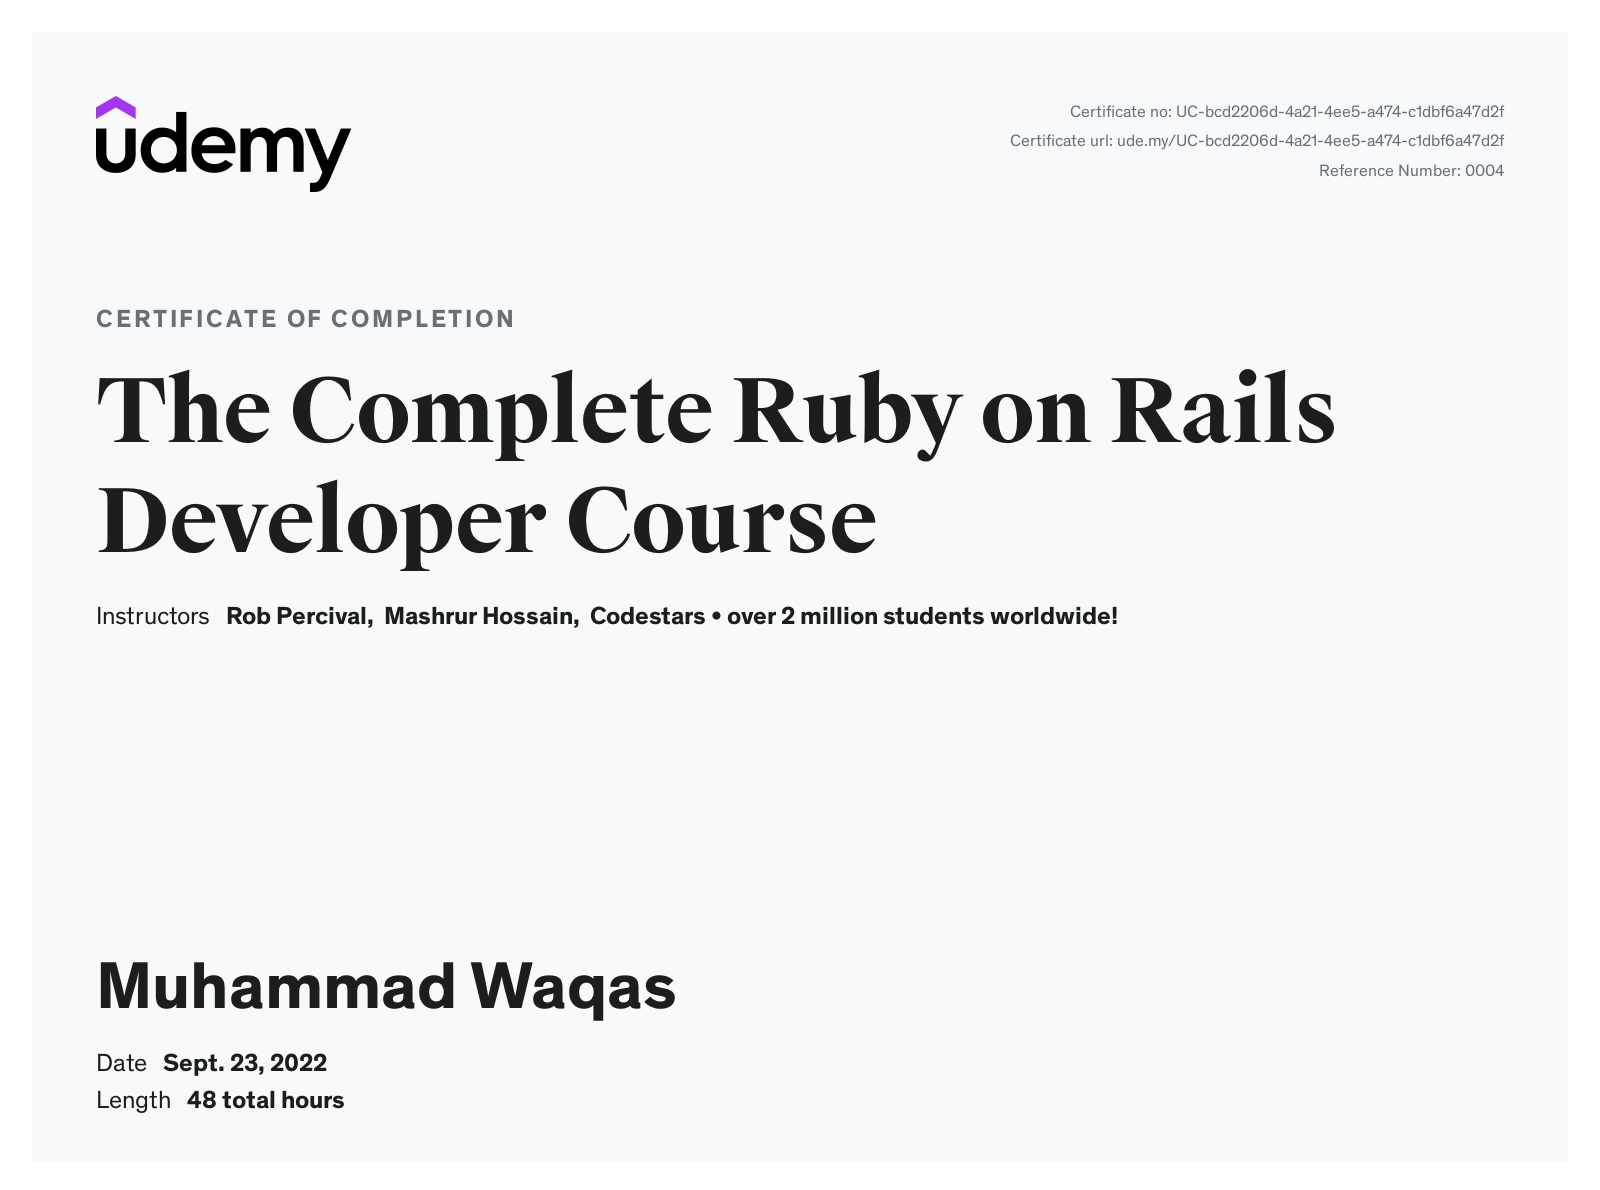 udemy
Certificate no: UC-bcd2206d-4a21-4ee5-a474-c1dbf6a47d2f
Certificate url: ude.my/UC-bcd2206d-4a21-4ee5-a474-c1dbf6a47d2f
Reference Number: 0004
CERTIFICATE OF COMPLETION
The Complete Ruby on Rails
Developer Course
Instructors Rob Percival, Mashrur Hossain, Codestars • over 2 million students worldwide!
Muhammad Waqas
Date Sept. 23, 2022
Length 48 total hours